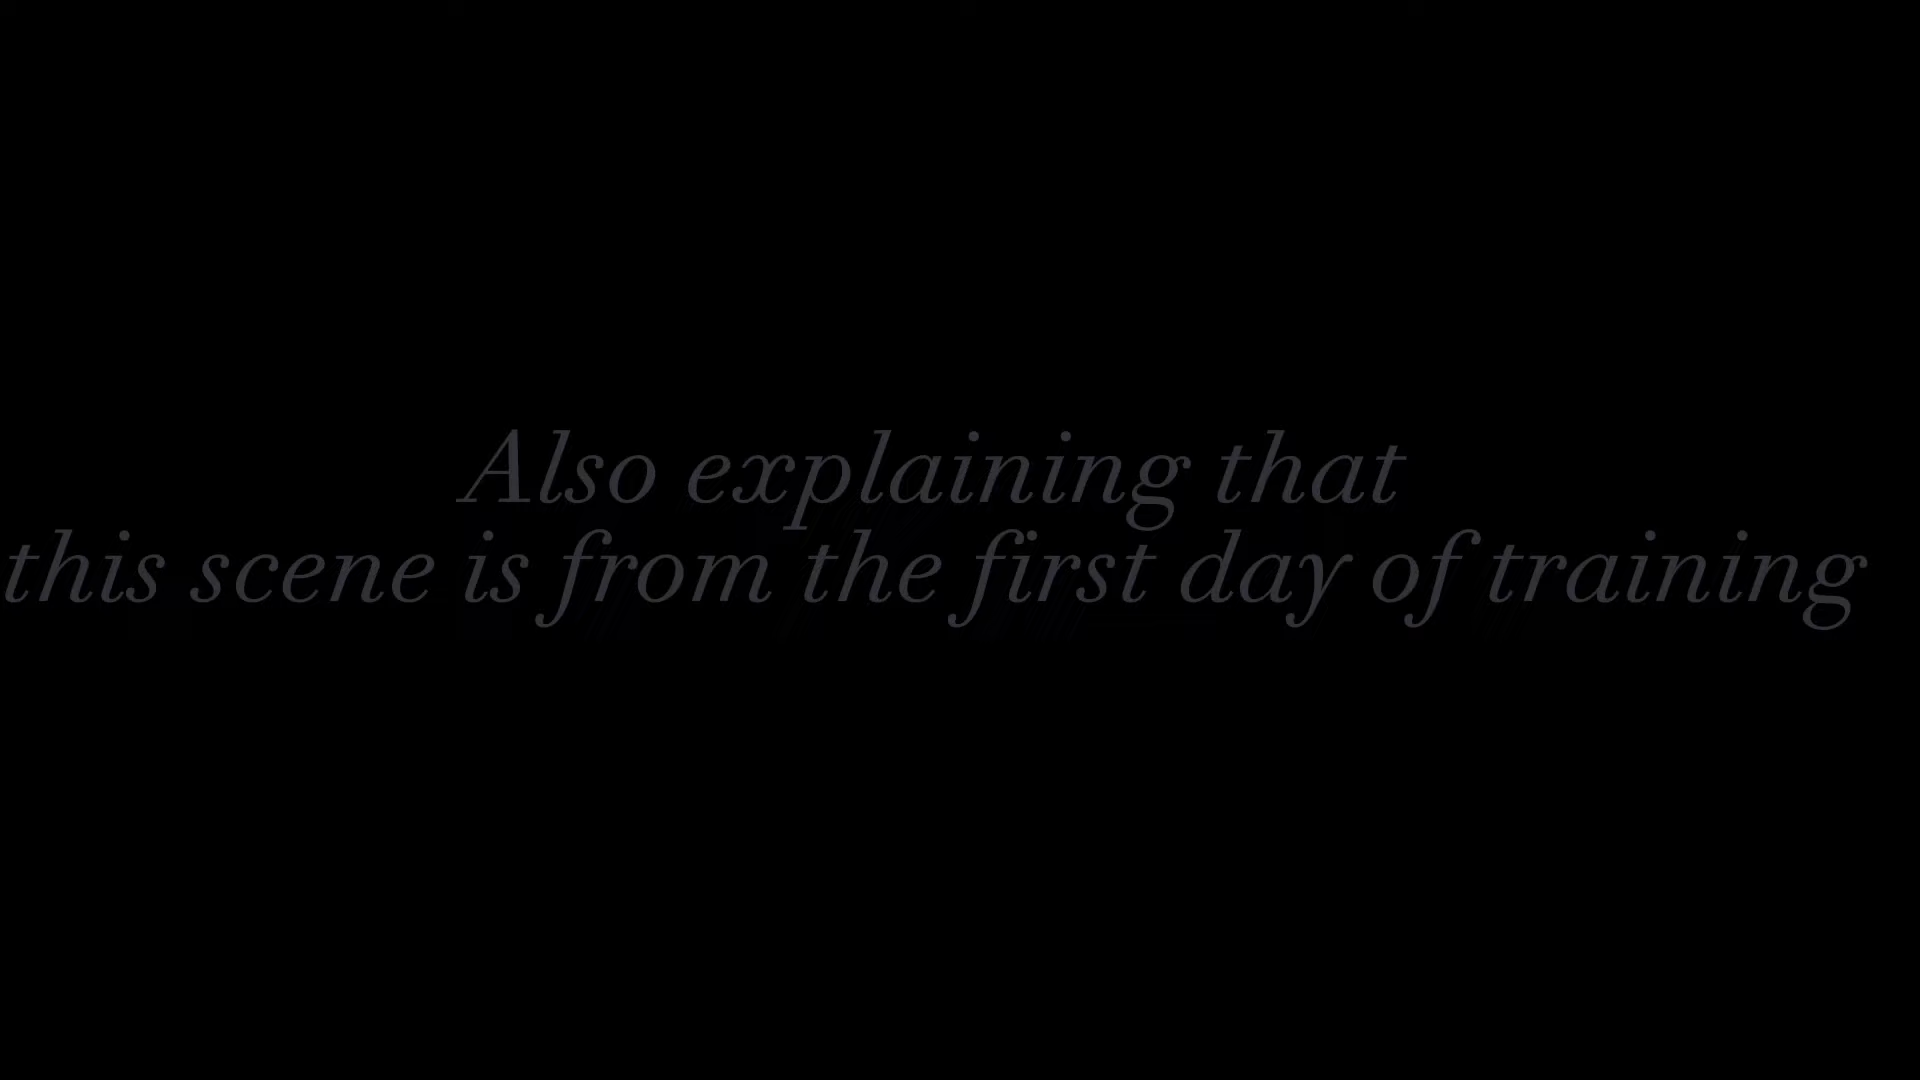 Also explaining that
this scene is from the first day of training